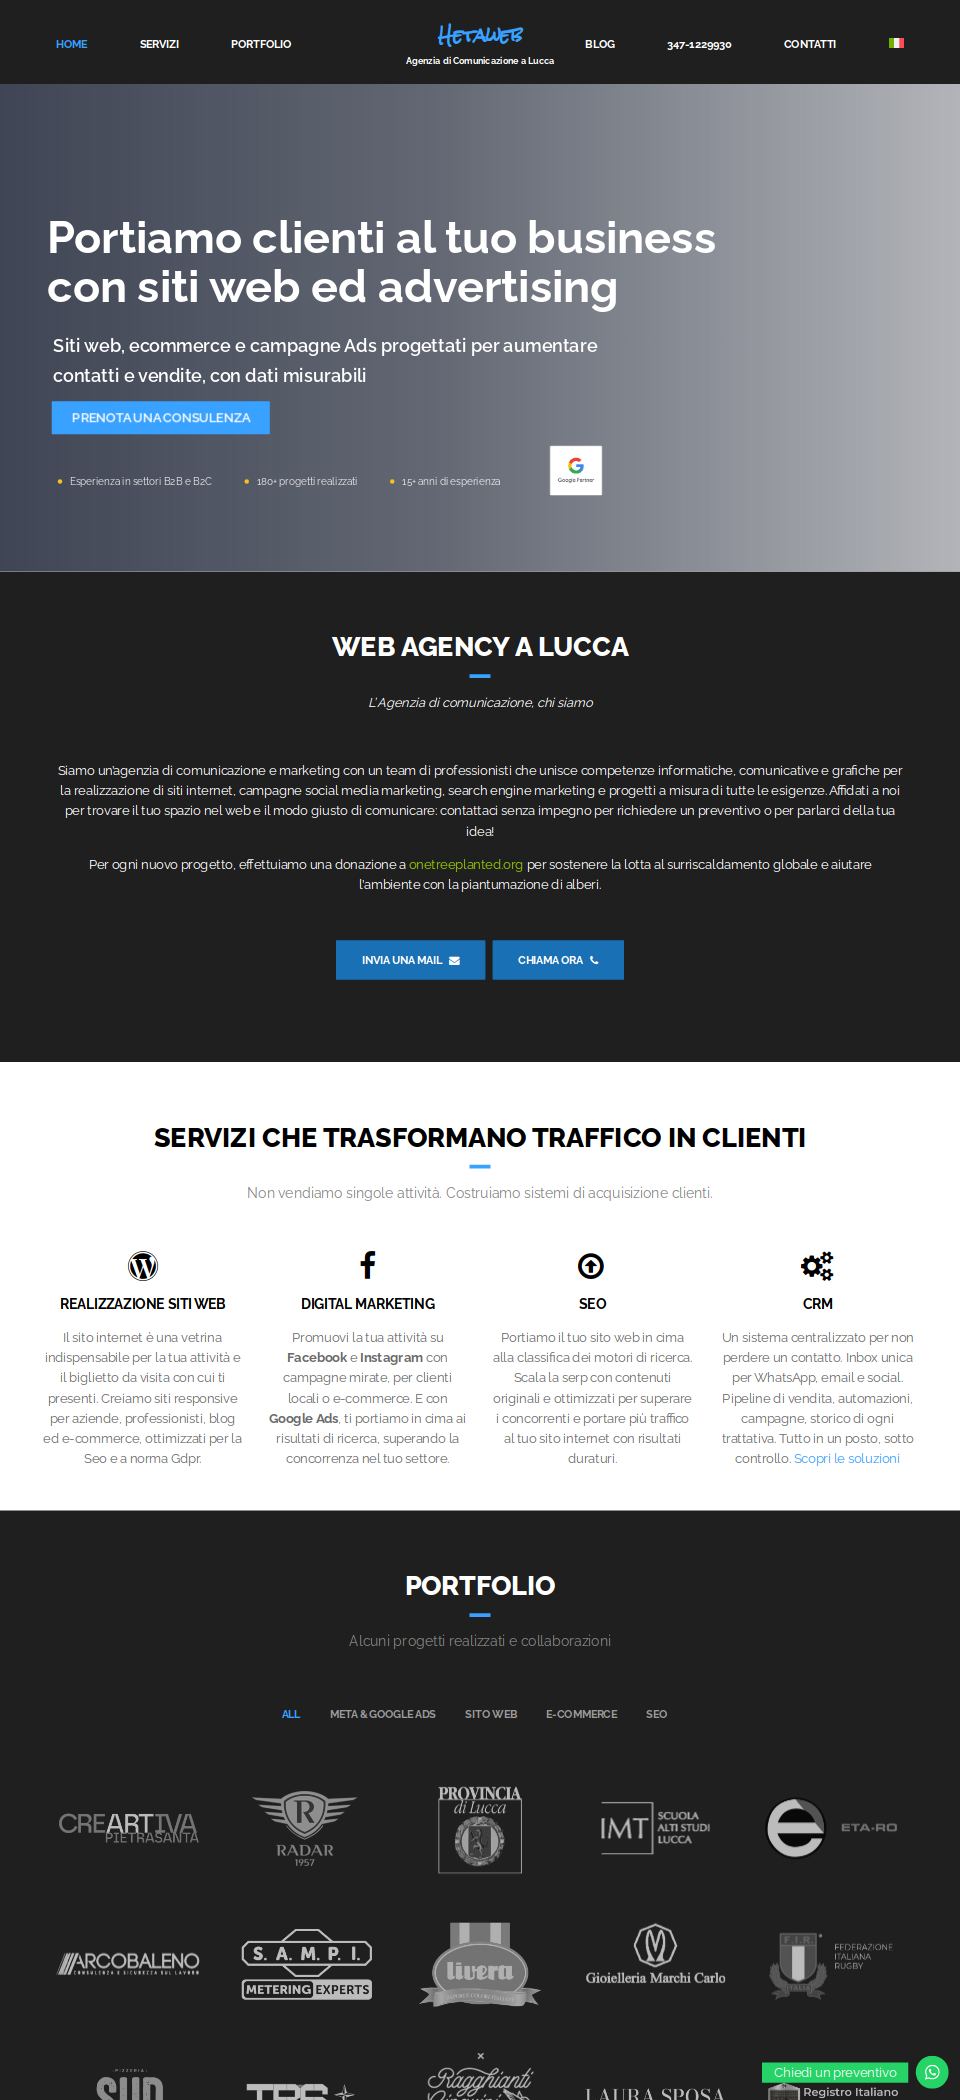 HOME
SERVIZI
PORTFOLIO
Hetaweb
Agenzia di Comunicazione a Lucca
BLOG
347-1229930
CONTATTI
Portiamo clienti al tuo business
con siti web ed advertising
Siti web, ecommerce e campagne Ads progettati per aumentare
contatti e vendite, con dati misurabili
PRENOTA UNA CONSULENZA
Esperienza in settori B2B e B2C
180+ progetti realizzati
15+ anni di esperienza
Google Partner
WEB AGENCY A LUCCA
L'Agenzia di comunicazione, chi siamo
Siamo un'agenzia di comunicazione e marketing con un team di professionisti che unisce competenze informatiche, comunicative e grafiche per
la realizzazione di siti internet, campagne social media marketing, search engine marketing e progetti a misura di tutte le esigenze. Affidati a noi
per trovare il tuo spazio nel web e il modo giusto di comunicare: contattaci senza impegno per richiedere un preventivo o per parlarci della tua
idea!
Per ogni nuovo progetto, effettuiamo una donazione a onetreeplanted.org per sostenere la lotta al surriscaldamento globale e aiutare
l'ambiente con la piantumazione di alberi.
INVIA UNA MAIL
CHIAMA ORA
SERVIZI CHE TRASFORMANO TRAFFICO IN CLIENTI
Non vendiamo singole attività. Costruiamo sistemi di acquisizione clienti.
REALIZZAZIONE SITI WEB
Il sito internet è una vetrina
indispensabile per la tua attività e
il biglietto da visita con cui ti
presenti. Creiamo siti responsive
per aziende, professionisti, blog
ed e-commerce, ottimizzati per la
Seo e a norma Gdpr.
DIGITAL MARKETING
Promuovi la tua attività su
Facebook e Instagram con
campagne mirate, per clienti
locali o e-commerce. E con
Google Ads, ti portiamo in cima ai
risultati di ricerca, superando la
concorrenza nel tuo settore.
SEO
Portiamo il tuo sito web in cima
alla classifica dei motori di ricerca.
Scala la serp con contenuti
originali e ottimizzati per superare
i concorrenti e portare più traffico
al tuo sito internet con risultati
duraturi.
CRM
Un sistema centralizzato per non
perdere un contatto. Inbox unica
per WhatsApp, email e social.
Pipeline di vendita, automazioni,
campagne, storico di ogni
trattativa. Tutto in un posto, sotto
controllo. Scopri le soluzioni
PORTFOLIO
Alcuni progetti realizzati e collaborazioni
ALL
META & GOOGLE ADS
SITO WEB
E-COMMERCE
SEO
CREARTIVA
PIETRASANTA
R
RADAR
1957
PROVINCIA
di Lucca
IMT
SCUOLA
ALTI STUDI
LUCCA
ETA-RO
ARCOBALENO
CONSULENZA E SICUREZZA SUL LAVORO
S.A.M.P.I.
METERING EXPERTS
livera
Gioielleria Marchi Carlo
F.I.R.
ITALIA
FEDERAZIONE
ITALIANA
RUGBY
PIZZERIA
SUD
Ragghianti
LAURA SPOSA
Chiedi un preventivo
Registro Italiano